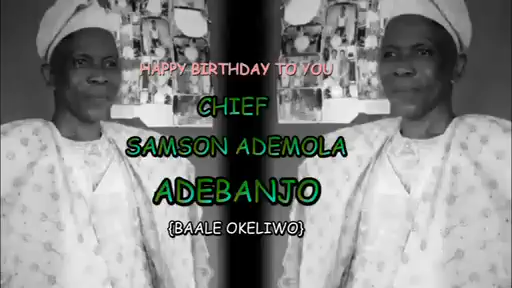 HAPPY BIRTHDAY TO YOU
CHIEF
SAMSON ADEMOLA
ADEBANJO
{BAALE OKELIWO}